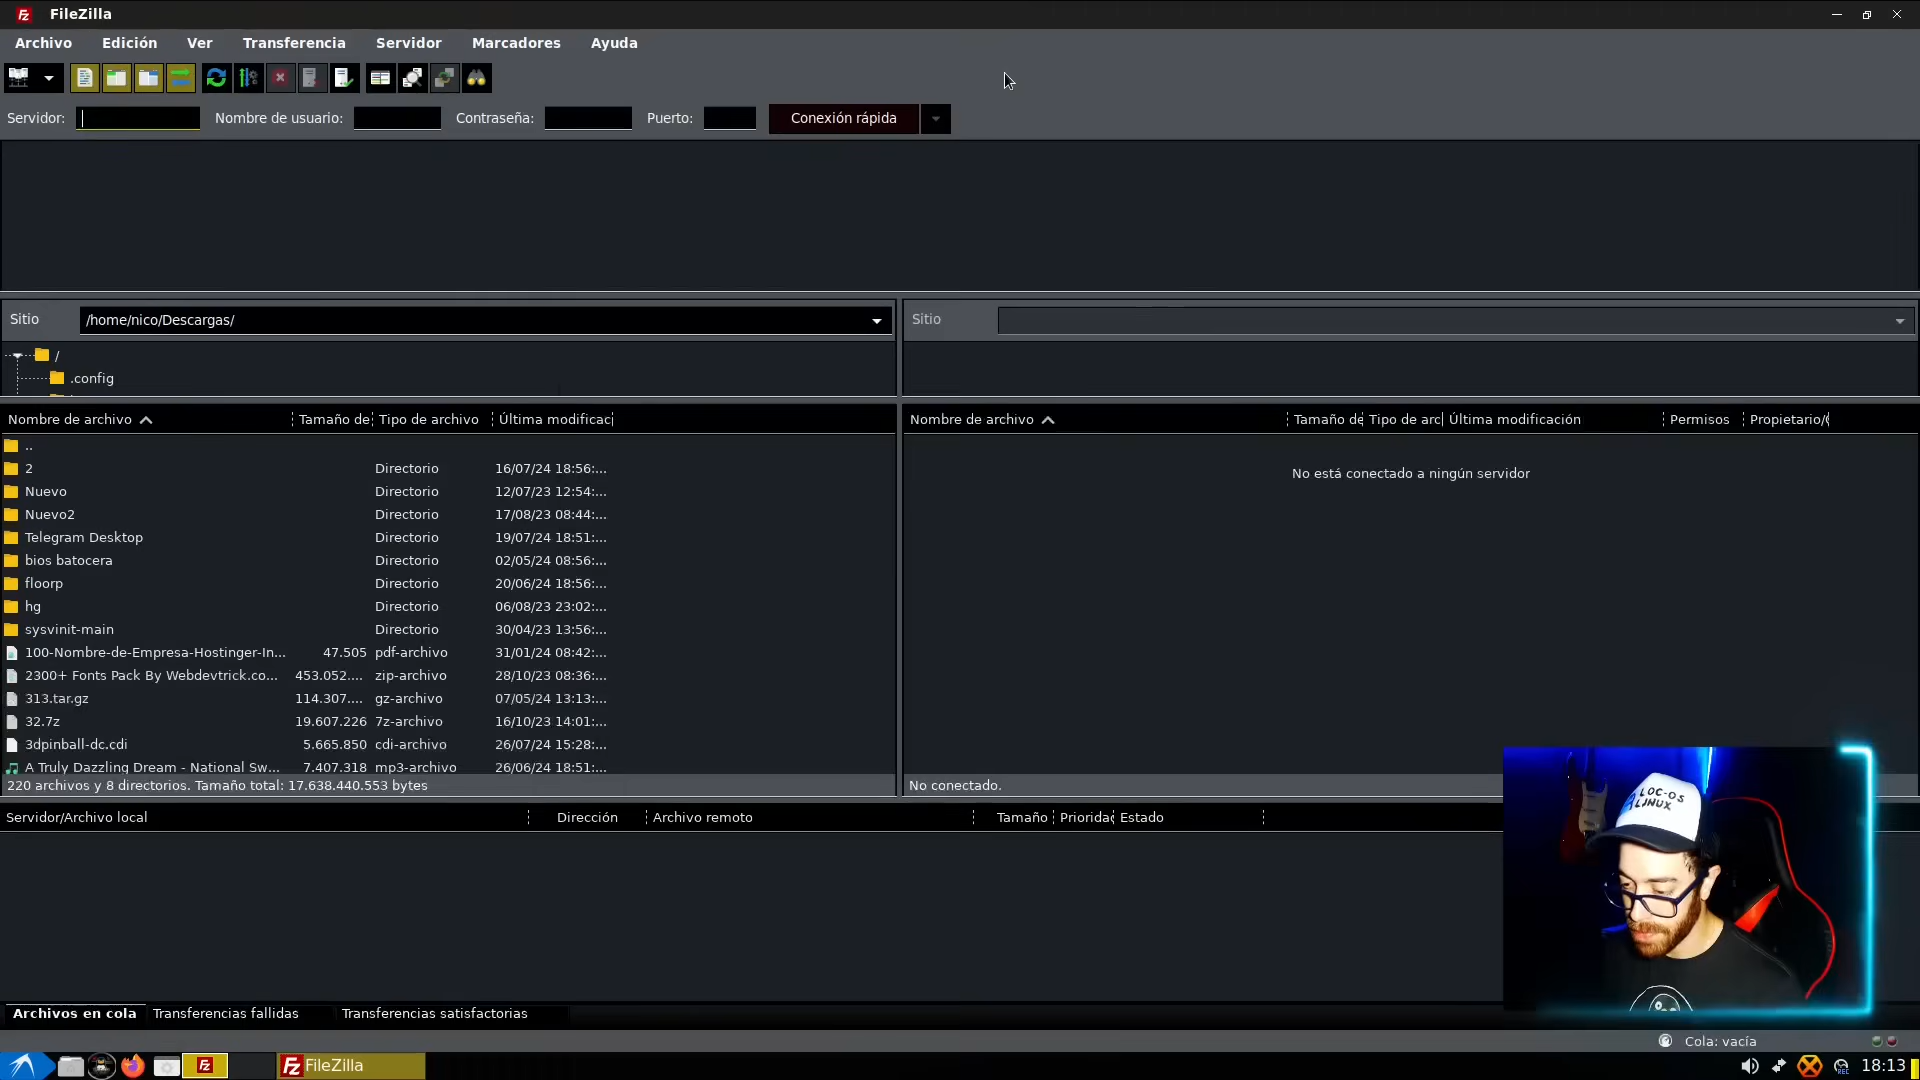 FileZilla
Archivo Edición Ver Transferencia Servidor Marcadores Ayuda
Servidor: Nombre de usuario: Contraseña: Puerto: Conexión rápida
Sitio /home/nico/Descargas/ Sitio
/
.config
Nombre de archivo Tamaño de Tipo de archivo Última modificac Nombre de archivo Tamaño de Tipo de arc Última modificación Permisos Propietario/
..
2 Directorio 16/07/24 18:56:...
No está conectado a ningún servidor
Nuevo Directorio 12/07/23 12:54:...
Nuevo2 Directorio 17/08/23 08:44:...
Telegram Desktop Directorio 19/07/24 18:51:...
bios batocera Directorio 02/05/24 08:56:...
floorp Directorio 20/06/24 18:56:...
hg Directorio 06/08/23 23:02:...
sysvinit-main Directorio 30/04/23 13:56:...
100-Nombre-de-Empresa-Hostinger-In... 47.505 pdf-archivo 31/01/24 08:42:...
2300+ Fonts Pack By Webdevtrick.co... 453.052.... zip-archivo 28/10/23 08:36:...
313.tar.gz 114.307.... gz-archivo 07/05/24 13:13:...
32.7z 19.607.226 7z-archivo 16/10/23 14:01:...
3dpinball-dc.cdi 5.665.850 cdi-archivo 26/07/24 15:28:...
A Truly Dazzling Dream - National Sw... 7.407.318 mp3-archivo 26/06/24 18:51:...
220 archivos y 8 directorios. Tamaño total: 17.638.440.553 bytes No conectado.
LOC-OS
LINUX
Servidor/Archivo local Dirección Archivo remoto Tamaño Priorida Estado
Archivos en cola Transferencias fallidas Transferencias satisfactorias
Cola: vacía
FileZilla 18:13